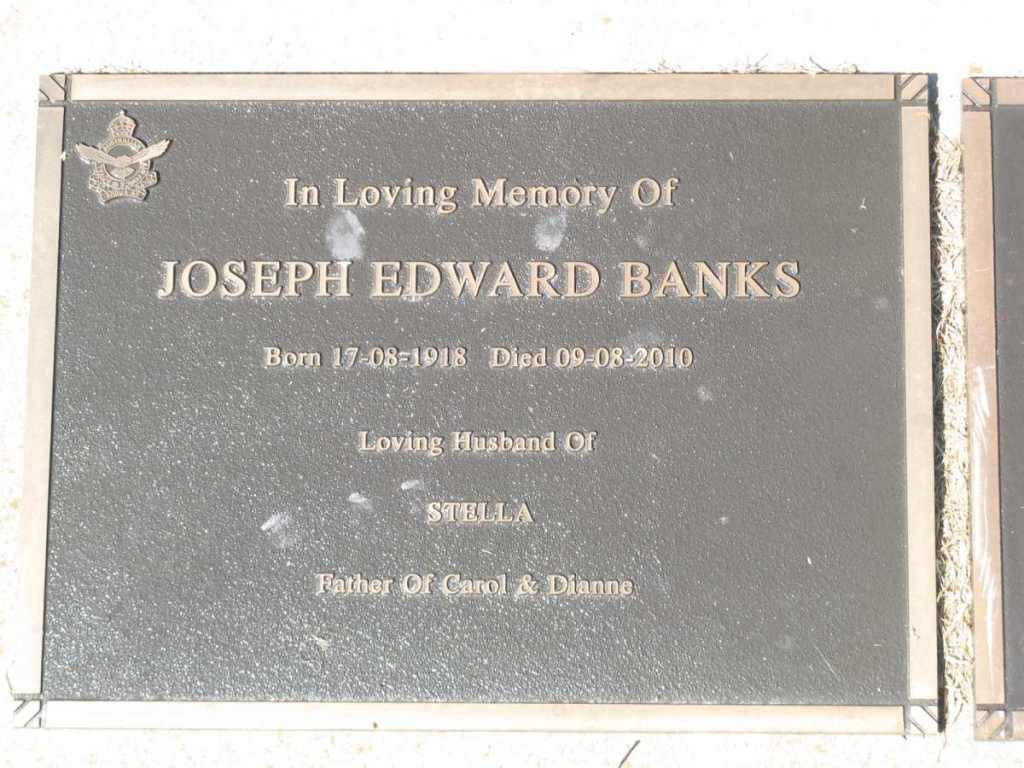 In Loving Memory Of
JOSEPH EDWARD BANKS
Born 17-08-1918 Died 09-08-2010
Loving Husband Of
STELLA
Father Of Carol & Dianne